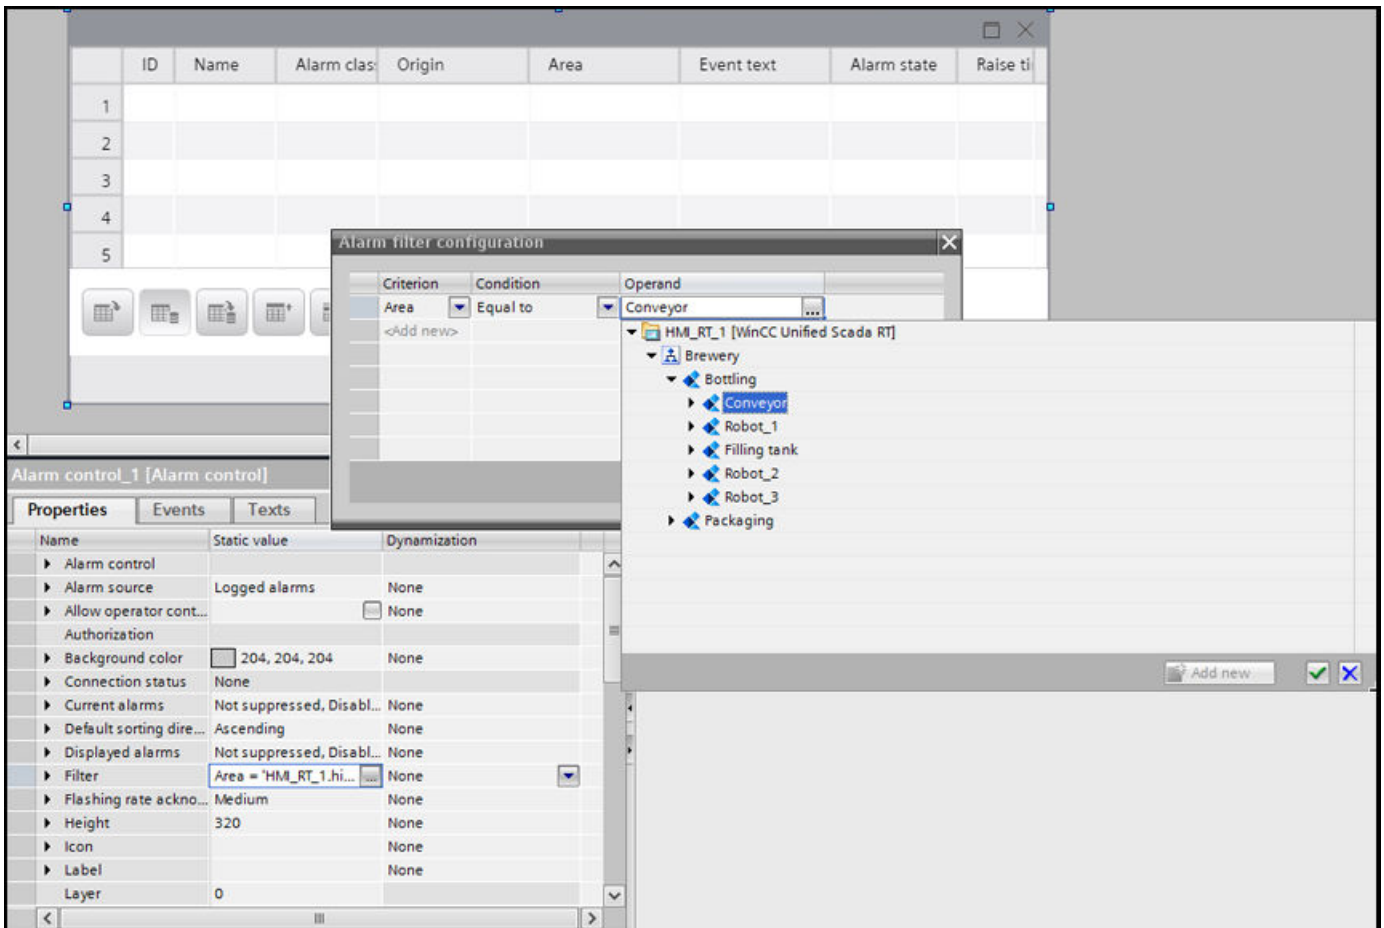 ID Name Alarm clas: Origin Area Event text Alarm state Raise ti
1
2
3
4
5
Alarm filter configuration
Criterion Condition Operand
Area Equal to Conveyor ...
<Add new>
HMI_RT_1 [WinCC Unified Scada RT]
Brewery
Bottling
Conveyor
Robot_1
Filling tank
Robot_2
Robot_3
Packaging
Add new
Alarm control_1 [Alarm control]
Properties Events Texts
Name Static value Dynamization
Alarm control
Alarm source Logged alarms None
Allow operator cont... None
Authorization
Background color 204, 204, 204 None
Connection status None
Current alarms Not suppressed, Disabl... None
Default sorting dire... Ascending None
Displayed alarms Not suppressed, Disabl... None
Filter Area = 'HMI_RT_1.hi... ... None
Flashing rate ackno... Medium None
Height 320 None
Icon None
Label None
Layer 0